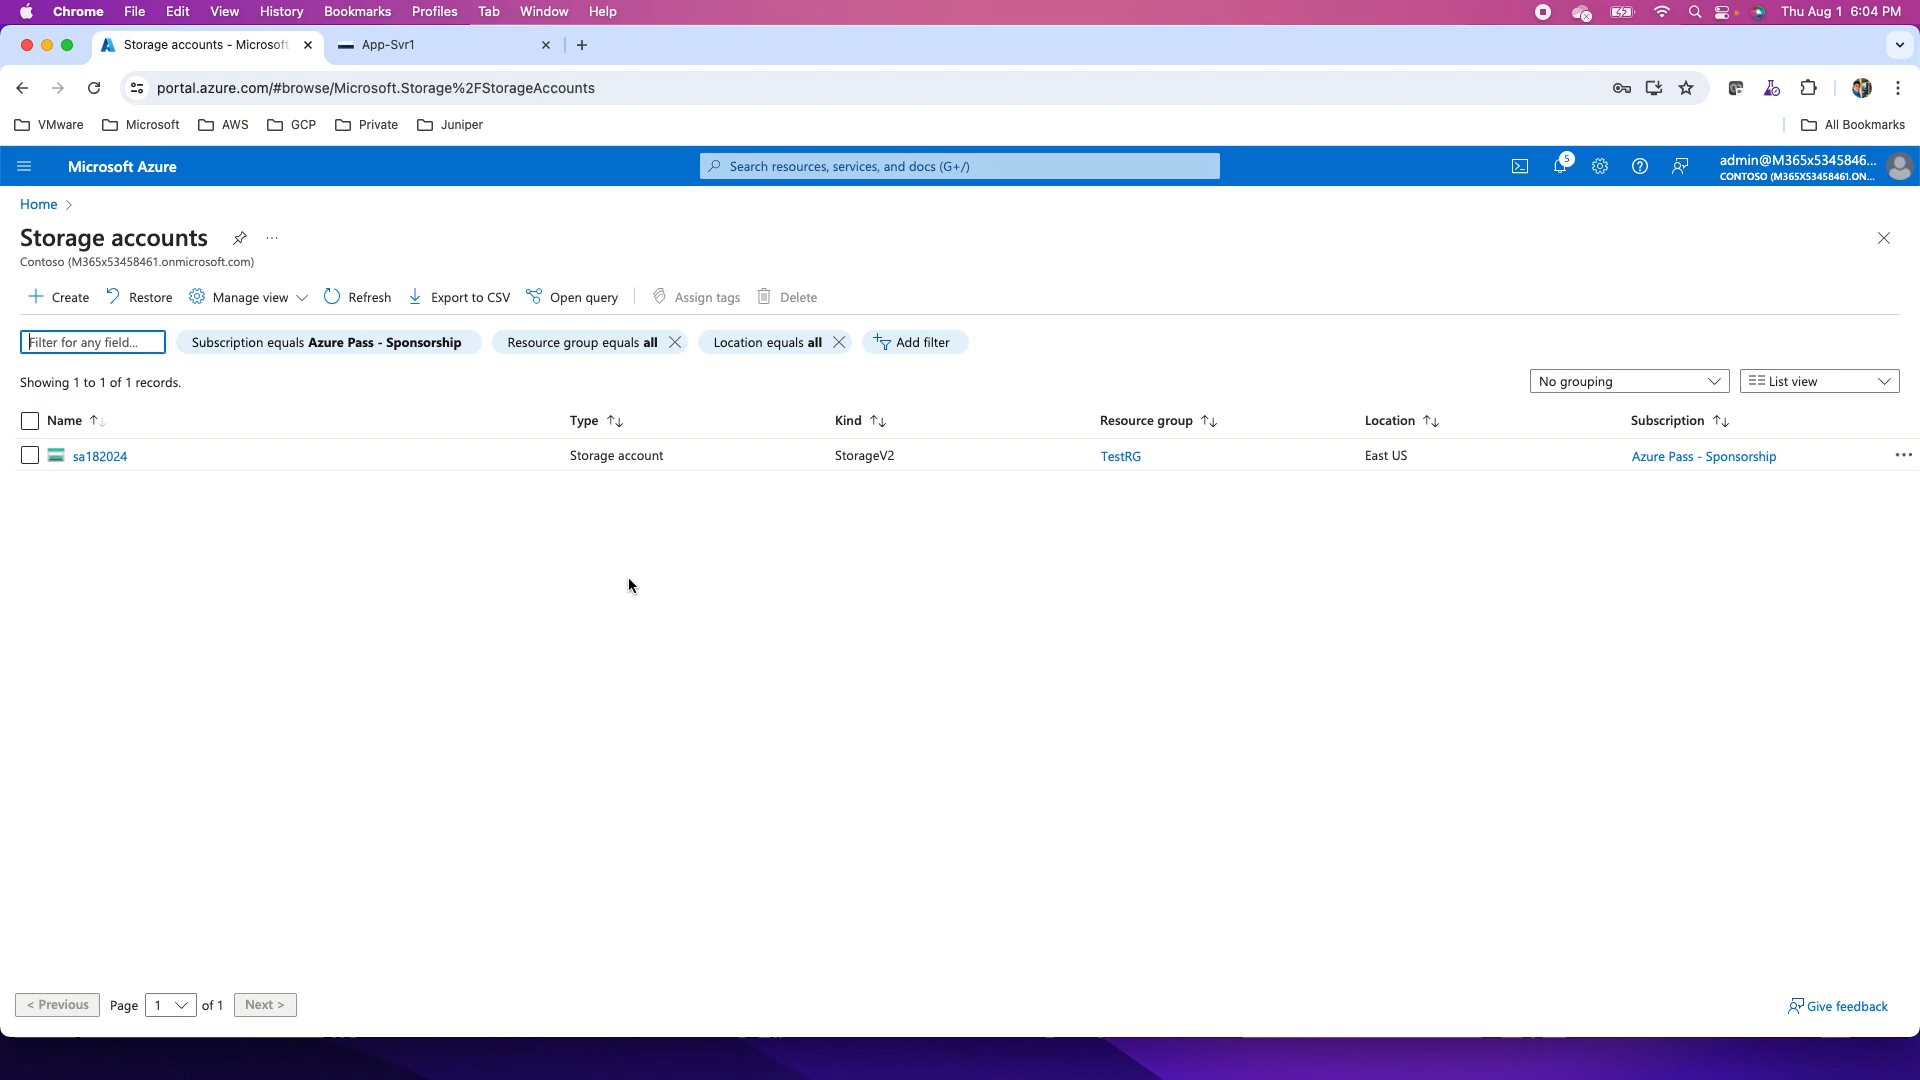 Chrome File Edit View History Bookmarks Profiles Tab Window Help Thu Aug 1 6:04 PM
Storage accounts - Microsoft App-Svr1
portal.azure.com/#browse/Microsoft.Storage%2FStorageAccounts
VMware Microsoft AWS GCP Private Juniper All Bookmarks
Microsoft Azure Search resources, services, and docs (G+/) 5 admin@M365x5345846...
CONTOSO (M365X53458461.ON...
Home >
Storage accounts ...
Contoso (M365x53458461.onmicrosoft.com)
Create Restore Manage view Refresh Export to CSV Open query Assign tags Delete
Filter for any field... Subscription equals Azure Pass - Sponsorship Resource group equals all Location equals all Add filter
Showing 1 to 1 of 1 records. No grouping List view
Name Type Kind Resource group Location Subscription
sa182024 Storage account StorageV2 TestRG East US Azure Pass - Sponsorship ...
< Previous Page 1 of 1 Next > Give feedback